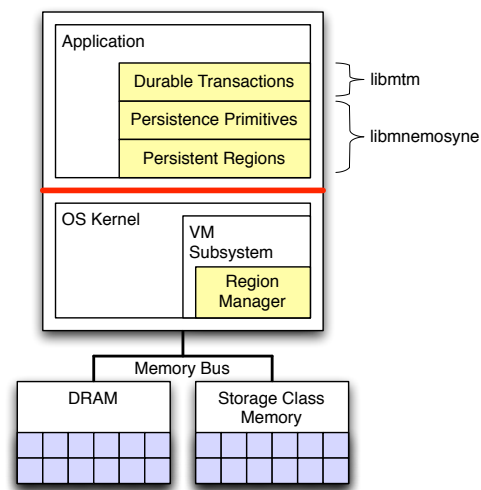 Application
Durable Transactions
libmtm
Persistence Primitives
libmnemosyne
Persistent Regions
OS Kernel
VM
Subsystem
Region
Manager
Memory Bus
DRAM
Storage Class
Memory